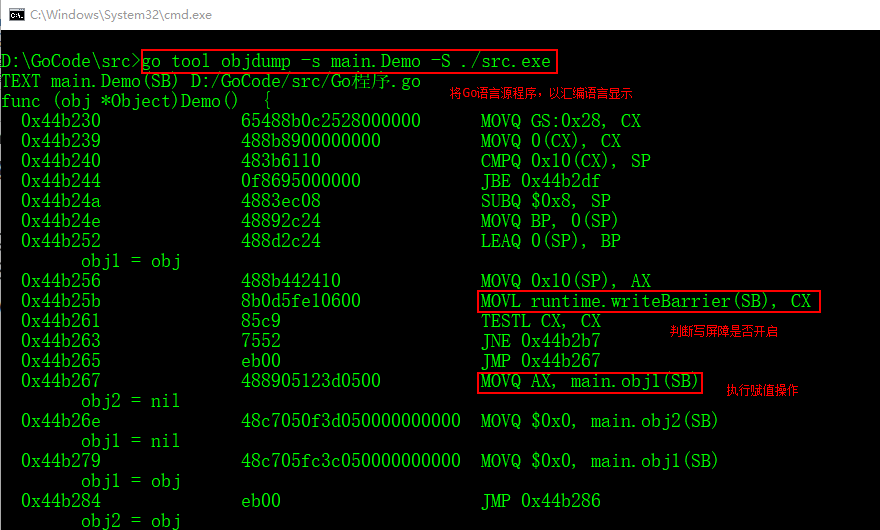 C:\Windows\System32\cmd.exe
D:\GoCode\src>go tool objdump -s main.Demo -S ./src.exe
TEXT main.Demo(SB) D:/GoCode/src/Go程序.go
将Go语言源程序，以汇编语言显示
func (obj *Object)Demo()  {
0x44b230 65488b0c2528000000 MOVQ GS:0x28, CX
0x44b239 488b8900000000 MOVQ 0(CX), CX
0x44b240 483b6110 CMPQ 0x10(CX), SP
0x44b244 0f8695000000 JBE 0x44b2df
0x44b24a 4883ec08 SUBQ $0x8, SP
0x44b24e 48892c24 MOVQ BP, 0(SP)
0x44b252 488d2c24 LEAQ 0(SP), BP
obj1 = obj
0x44b256 488b442410 MOVQ 0x10(SP), AX
0x44b25b 8b0d5fe10600 MOVL runtime.writeBarrier(SB), CX
0x44b261 85c9 TESTL CX, CX
判断写屏障是否开启
0x44b263 7552 JNE 0x44b2b7
0x44b265 eb00 JMP 0x44b267
0x44b267 488905123d0500 MOVQ AX, main.obj1(SB)
执行赋值操作
obj2 = nil
0x44b26e 48c7050f3d050000000000 MOVQ $0x0, main.obj2(SB)
obj1 = nil
0x44b279 48c705fc3c050000000000 MOVQ $0x0, main.obj1(SB)
obj1 = obj
0x44b284 eb00 JMP 0x44b286
obj2 = obj